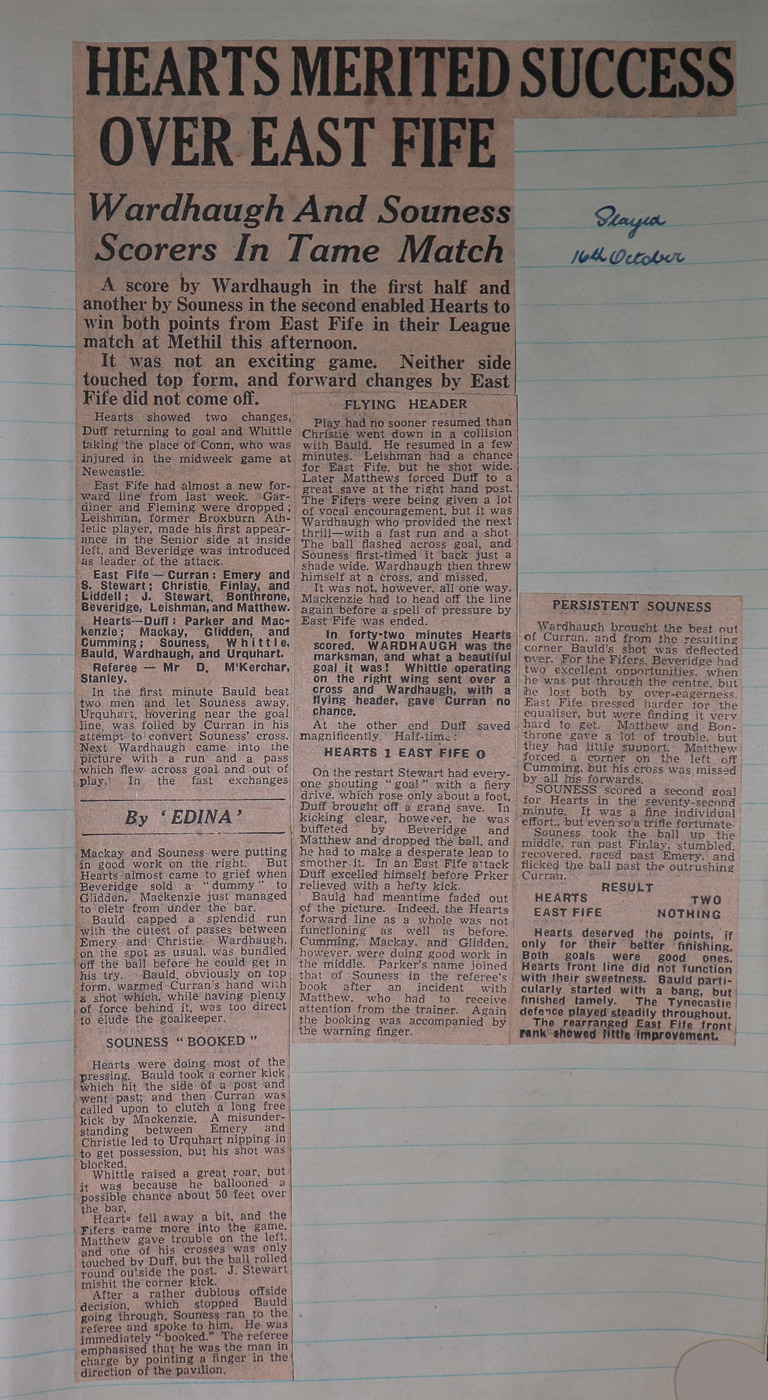 HEARTS MERITED SUCCESS
OVER EAST FIFE
Wardhaugh And Souness
Scorers In Tame Match
Played
16th October
A score by Wardhaugh in the first half and
another by Souness in the second enabled Hearts to
win both points from East Fife in their League
match at Methil this afternoon.
It was not an exciting game. Neither side
touched top form, and forward changes by East
Fife did not come off.
Hearts showed two changes,
Duff returning to goal and Whittle
taking the place of Conn, who was
injured in the midweek game at
Newcastle.
East Fife had almost a new for-
ward line from last week. Gar-
diner and Fleming were dropped;
Leishman, former Broxburn Ath-
letic player, made his first appear-
ance in the Senior side at inside
left, and Beveridge was introduced
as leader of the attack.
East Fife — Curran; Emery and
S. Stewart; Christie, Finlay, and
Liddell; J. Stewart, Bonthrone,
Beveridge, Leishman, and Matthew.
Hearts—Duff; Parker and Mac-
kenzie; Mackay, Glidden, and
Cumming; Souness, Whittle,
Bauld, Wardhaugh, and Urquhart.
Referee — Mr D. M'Kerchar,
Stanley.
In the first minute Bauld beat
two men and let Souness away.
Urquhart, hovering near the goal
line, was foiled by Curran in his
attempt to convert Souness' cross.
Next Wardhaugh came into the
picture with a run and a pass
which flew across goal and out of
play. In the fast exchanges
By 'EDINA'
Mackay and Souness were putting
in good work on the right. But
Hearts almost came to grief when
Beveridge sold a "dummy" to
Glidden. Mackenzie just managed
to cletr from under the bar.
Bauld capped a splendid run
with the cutest of passes between
Emery and Christie. Wardhaugh,
on the spot as usual, was bundled
off the ball before he could get in
his try. Bauld, obviously on top
form, warmed Curran's hand with
a shot which, while having plenty
of force behind it, was too direct
to elude the goalkeeper.
SOUNESS "BOOKED"
Hearts were doing most of the
pressing. Bauld took a corner kick
which hit the side of a post and
went past; and then Curran was
called upon to clutch a long free
kick by Mackenzie. A misunder-
standing between Emery and
Christie led to Urquhart nipping in
to get possession, but his shot was
blocked.
Whittle raised a great roar, but
it was because he ballooned a
possible chance about 50 feet over
the bar.
Hearts fell away a bit, and the
Fifers came more into the game.
Matthew gave trouble on the left,
and one of his crosses was only
touched by Duff, but the ball rolled
round outside the post. J. Stewart
mishit the corner kick.
After a rather dubious offside
decision, which stopped Bauld
going through, Souness ran to the
referee and spoke to him. He was
immediately "booked." The referee
emphasised that he was the man in
charge by pointing a finger in the
direction of the pavilion.
FLYING HEADER
Play had no sooner resumed than
Christie went down in a collision
with Bauld. He resumed in a few
minutes. Leishman had a chance
for East Fife, but he shot wide.
Later Matthews forced Duff to a
great save at the right hand post.
The Fifers were being given a lot
of vocal encouragement, but it was
Wardhaugh who provided the next
thrill—with a fast run and a shot
The ball flashed across goal, and
Souness first-timed it back just a
shade wide. Wardhaugh then threw
himself at a cross, and missed.
It was not, however, all one way.
Mackenzie had to head off the line
again before a spell of pressure by
East Fife was ended.
In forty-two minutes Hearts
scored, WARDHAUGH was the
marksman, and what a beautiful
goal it was! Whittle operating
on the right wing sent over a
cross and Wardhaugh, with a
flying header, gave Curran no
chance.
At the other end Duff saved
magnificently. Half-time:
HEARTS 1 EAST FIFE 0
On the restart Stewart had every-
one shouting "goal" with a fiery
drive, which rose only about a foot,
Duff brought off a grand save. In
kicking clear, however, he was
buffeted by Beveridge and
Matthew and dropped the ball, and
he had to make a desperate leap to
smother it. In an East Fife attack
Duff excelled himself before Prker
relieved with a hefty kick.
Bauld had meantime faded out
of the picture. Indeed, the Hearts
forward line as a whole was not
functioning as well as before.
Cumming, Mackay, and Glidden,
however, were doing good work in
the middle. Parker's name joined
that of Souness in the referee's
book after an incident with
Matthew, who had to receive
attention from the trainer. Again
the booking was accompanied by
the warning finger.
PERSISTENT SOUNESS
Wardhaugh brought the best out
of Curran, and from the resulting
corner Bauld's shot was deflected
over. For the Fifers, Beveridge had
two excellent opportunities, when
he was put through the centre, but
he lost both by over-eagerness.
East Fife pressed harder for the
equaliser, but were finding it very
hard to get. Matthew and Bon-
throne gave a lot of trouble, but
they had little support. Matthew
forced a corner on the left off
Cumming, but his cross was missed
by all his forwards.
SOUNESS scored a second goal
for Hearts in the seventy-second
minute. It was a fine individual
effort, but even so a trifle fortunate.
Souness took the ball up the
middle, ran past Finlay, stumbled,
recovered, raced past Emery, and
flicked the ball past the outrushing
Curran.
RESULT
HEARTS TWO
EAST FIFE NOTHING
Hearts deserved the points, if
only for their better finishing.
Both goals were good ones.
Hearts front line did not function
with their sweetness. Bauld parti-
cularly started with a bang, but
finished tamely. The Tynecastle
defence played steadily throughout.
The rearranged East Fife front
rank showed little improvement.